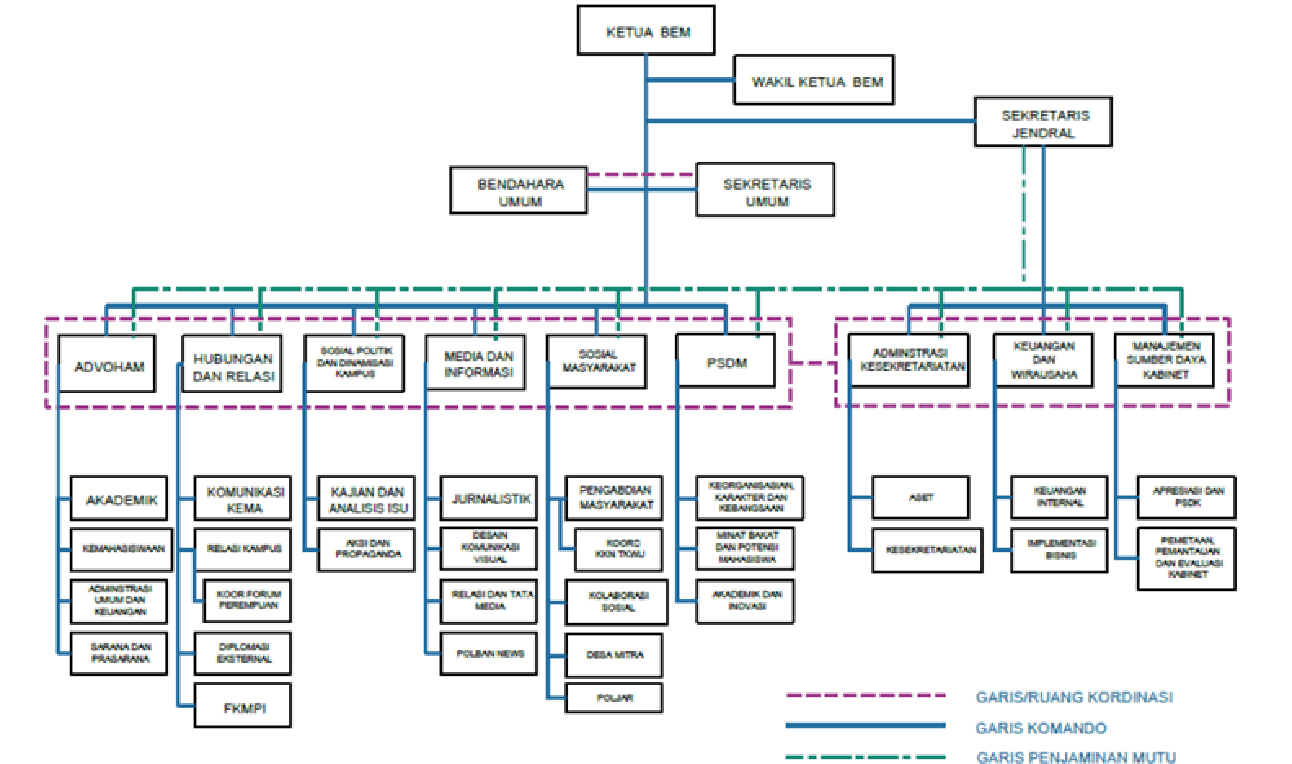 KETUA BEM
WAKIL KETUA BEM
SEKRETARIS
JENDRAL
BENDAHARA
UMUM
SEKRETARIS
UMUM
ADVOHAM
HUBUNGAN
DAN RELASI
SOSIAL POLITIK
DAN DINAMISASI
KAMPUS
MEDIA DAN
INFORMASI
SOSIAL
MASYARAKAT
PSDM
ADMINSTRASI
KESEKRETARIATAN
KEUANGAN
DAN
WIRAUSAHA
MANAJEMEN
SUMBER DAYA
KABINET
AKADEMIK
KEMAHASISWAAN
ADMINSTRASI
UMUM DAN
KEUANGAN
SARANA DAN
PRASARANA
KOMUNIKASI
KEMA
RELASI KAMPUS
KOOR FORUM
PEREMPUAN
DIPLOMASI
EKSTERNAL
FKMPI
KAJIAN DAN
ANALISIS ISU
AKSI DAN
PROPAGANDA
JURNALISTIK
DESAIN
KOMUNIKASI
VISUAL
RELASI DAN TATA
MEDIA
POLBAN NEWS
PENGABDIAN
MASYARAKAT
KOORD
KKN TKWU
KOLABORASI
SOSIAL
DESA MITRA
POLJAR
KEORGANISASIAN,
KARAKTER DAN
KEBANGSAAN
MINAT BAKAT
DAN POTENSI
MAHASISWA
AKADEMIK DAN
INOVASI
ASET
KESEKRETARIATAN
KEUANGAN
INTERNAL
IMPLEMENTASI
BISNIS
APRESIASI DAN
PSDK
PEMETAAN,
PEMANTAUAN
DAN EVALUASI
KABINET
GARIS/RUANG KORDINASI
GARIS KOMANDO
GARIS PENJAMINAN MUTU